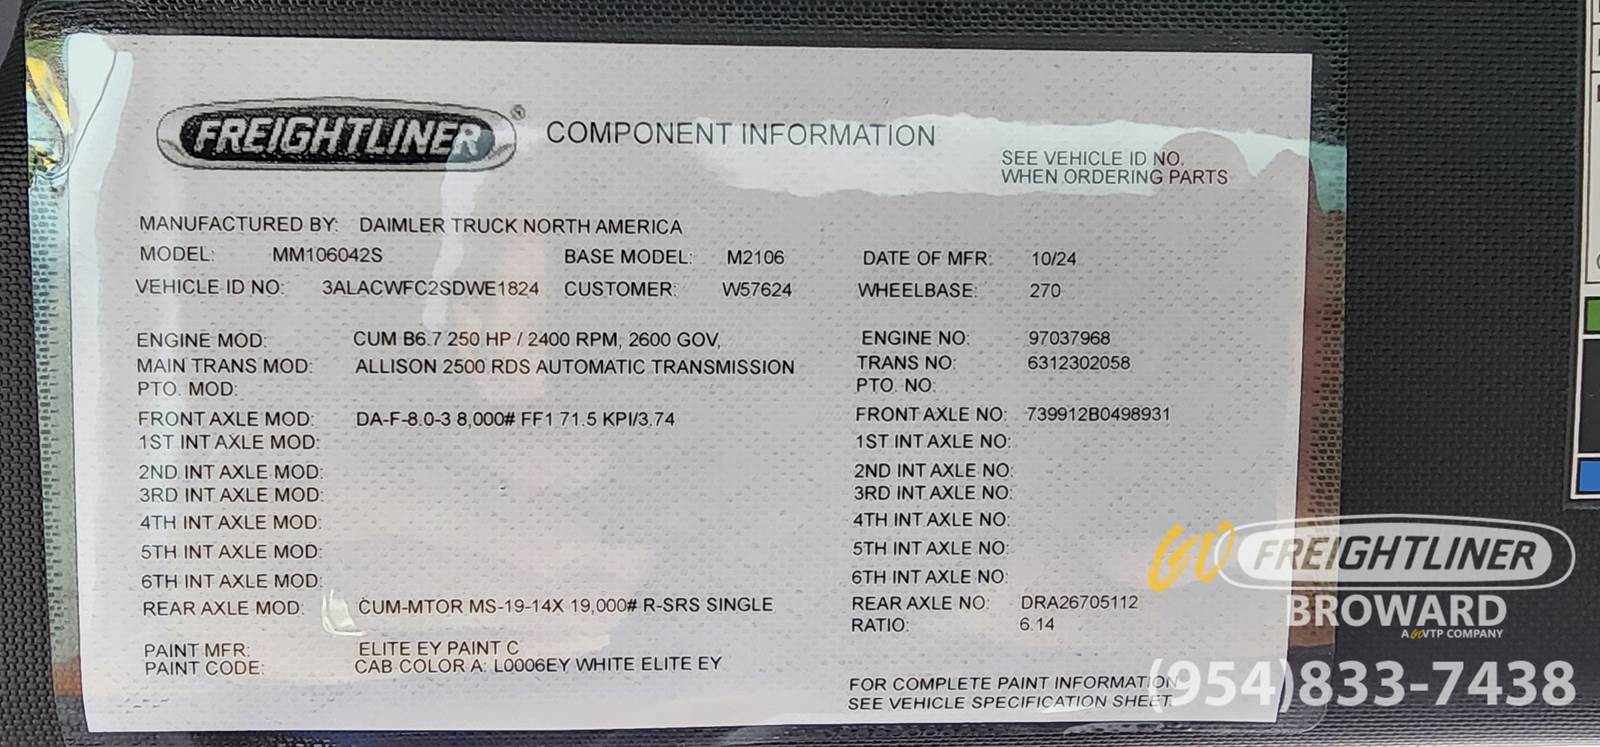 FREIGHTLINER®
COMPONENT INFORMATION
SEE VEHICLE ID NO.
WHEN ORDERING PARTS
MANUFACTURED BY: DAIMLER TRUCK NORTH AMERICA
MODEL: MM106042S BASE MODEL: M2106 DATE OF MFR: 10/24
VEHICLE ID NO: 3ALACWFC2SDWE1824 CUSTOMER: W57624 WHEELBASE: 270
ENGINE MOD: CUM B6.7 250 HP / 2400 RPM, 2600 GOV, ENGINE NO: 97037968
MAIN TRANS MOD: ALLISON 2500 RDS AUTOMATIC TRANSMISSION TRANS NO: 6312302058
PTO. MOD: PTO. NO:
FRONT AXLE MOD: DA-F-8.0-3 8,000# FF1 71.5 KPI/3.74 FRONT AXLE NO: 739912B0498931
1ST INT AXLE MOD: 1ST INT AXLE NO:
2ND INT AXLE MOD: 2ND INT AXLE NO:
3RD INT AXLE MOD: 3RD INT AXLE NO:
4TH INT AXLE MOD: 4TH INT AXLE NO:
5TH INT AXLE MOD: 5TH INT AXLE NO:
6TH INT AXLE MOD: 6TH INT AXLE NO:
REAR AXLE MOD: CUM-MTOR MS-19-14X 19,000# R-SRS SINGLE REAR AXLE NO: DRA26705112
RATIO: 6.14
PAINT MFR: ELITE EY PAINT C
PAINT CODE: CAB COLOR A: L0006EY WHITE ELITE EY
FOR COMPLETE PAINT INFORMATION
SEE VEHICLE SPECIFICATION SHEET.
GO FREIGHTLINER
BROWARD
A GOVTP COMPANY
(954)833-7438